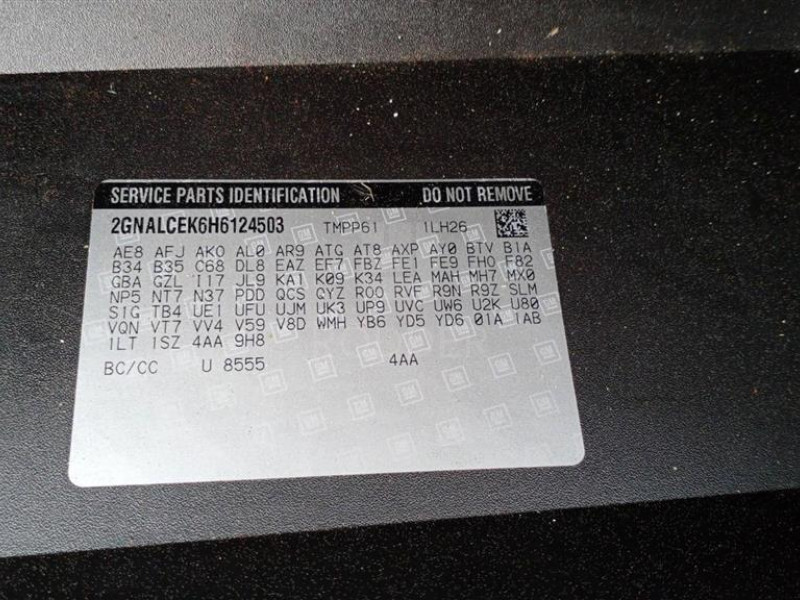 SERVICE PARTS IDENTIFICATION DO NOT REMOVE
2GNALCEK6H6124503 TMPP61 1LH26
AE8 AFJ AKO AL0 AR9 ATG AT8 AXP AY0 BTV B1A
B34 B35 C68 DL8 EAZ EF7 FBZ FE1 FE9 FHO F82
GBA GZL I17 JL9 KA1 K09 K34 LEA MAH MH7 MX0
NP5 NT7 N37 PDD QCS QYZ ROO RVF R9N R9Z SLM
SIG TB4 UE1 UFU UJM UK3 UP9 UVC UW6 U2K U80
VQN VT7 VV4 V59 V8D WMH YB6 YD5 YD6 01A 1AB
1LT 1SZ 4AA 9H8
BC/CC U 8555 4AA